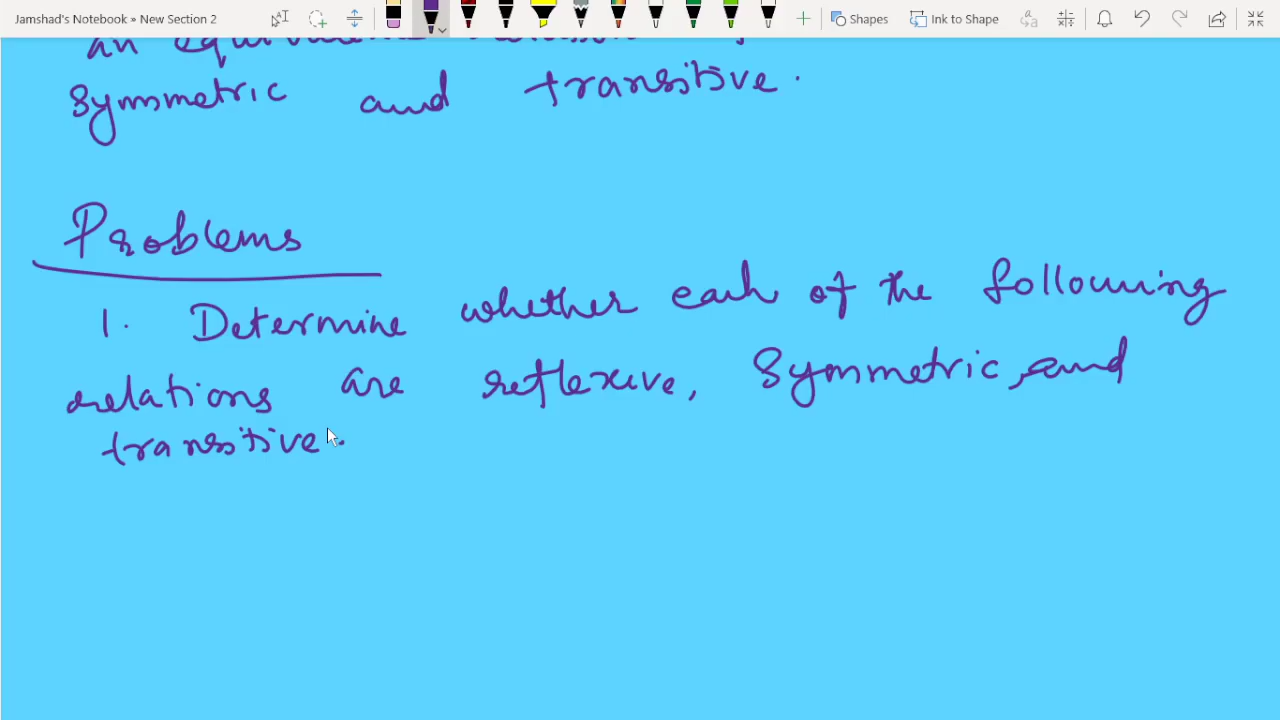 Jamshad's Notebook » New Section 2
Shapes
Ink to Shape
an
symmetric and transitive.
Problems
1. Determine whether each of the following
relations are reflexive, symmetric, and
transitive.